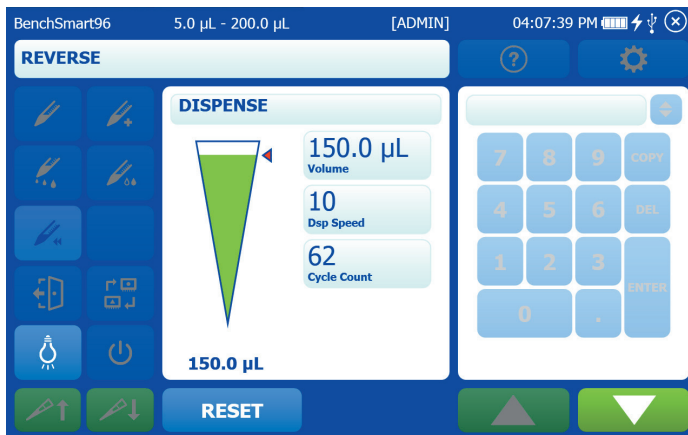 BenchSmart96 5.0 µL - 200.0 µL [ADMIN] 04:07:39 PM
REVERSE
?
DISPENSE
150.0 µL
Volume
10
Dsp Speed
62
Cycle Count
150.0 µL
7 8 9 COPY
4 5 6 DEL
1 2 3
ENTER
0 .
RESET